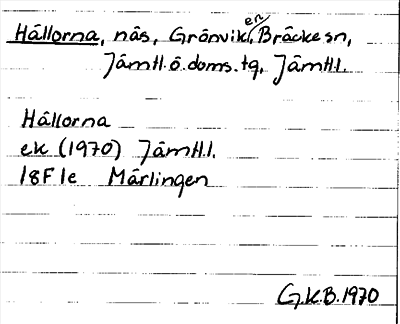 Hållorna, näs, Grönviken, Bräcke sn,
Jämtl. ö. doms. tg, Jämtl.l.
Hållorna
ek (1970) Jämtl.l.
18F 1e Mårlingen
G.K.B. 1970